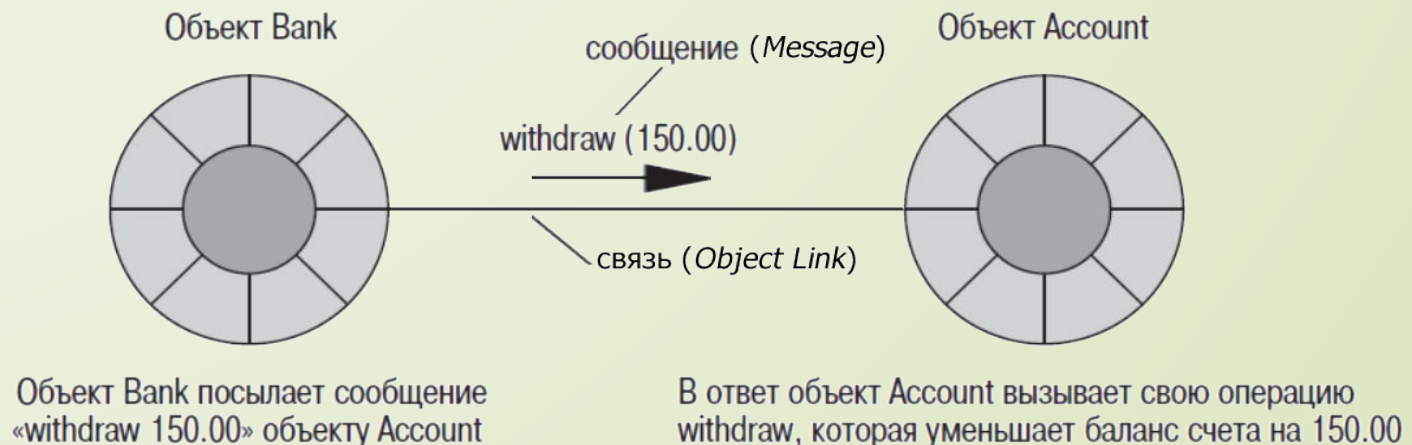 Объект Bank
сообщение (Message)
Объект Account
withdraw (150.00)
связь (Object Link)
Объект Bank посылает сообщение
«withdraw 150.00» объекту Account
В ответ объект Account вызывает свою операцию
withdraw, которая уменьшает баланс счета на 150.00